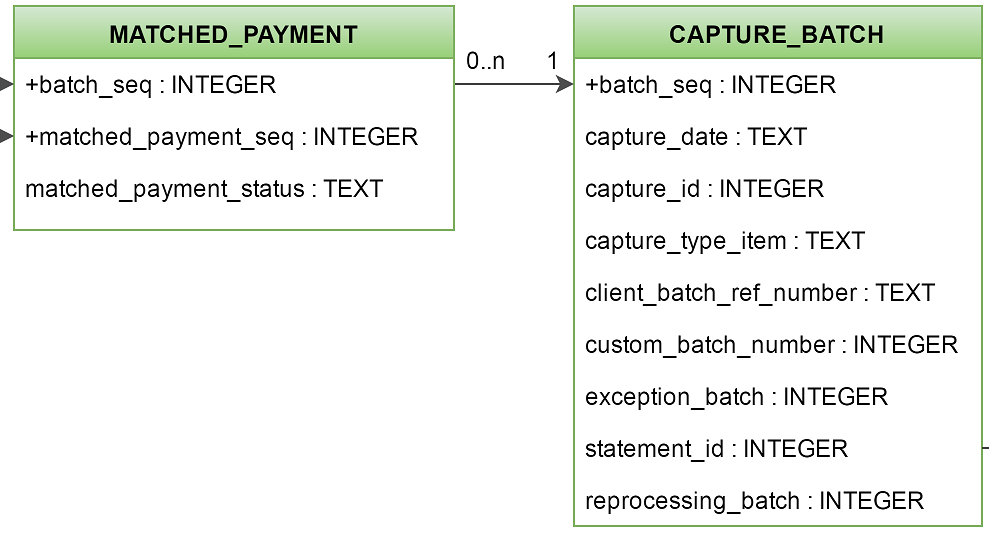 MATCHED_PAYMENT
+batch_seq : INTEGER
+matched_payment_seq : INTEGER
matched_payment_status : TEXT
0..n
1
CAPTURE_BATCH
+batch_seq : INTEGER
capture_date : TEXT
capture_id : INTEGER
capture_type_item : TEXT
client_batch_ref_number : TEXT
custom_batch_number : INTEGER
exception_batch : INTEGER
statement_id : INTEGER
reprocessing_batch : INTEGER